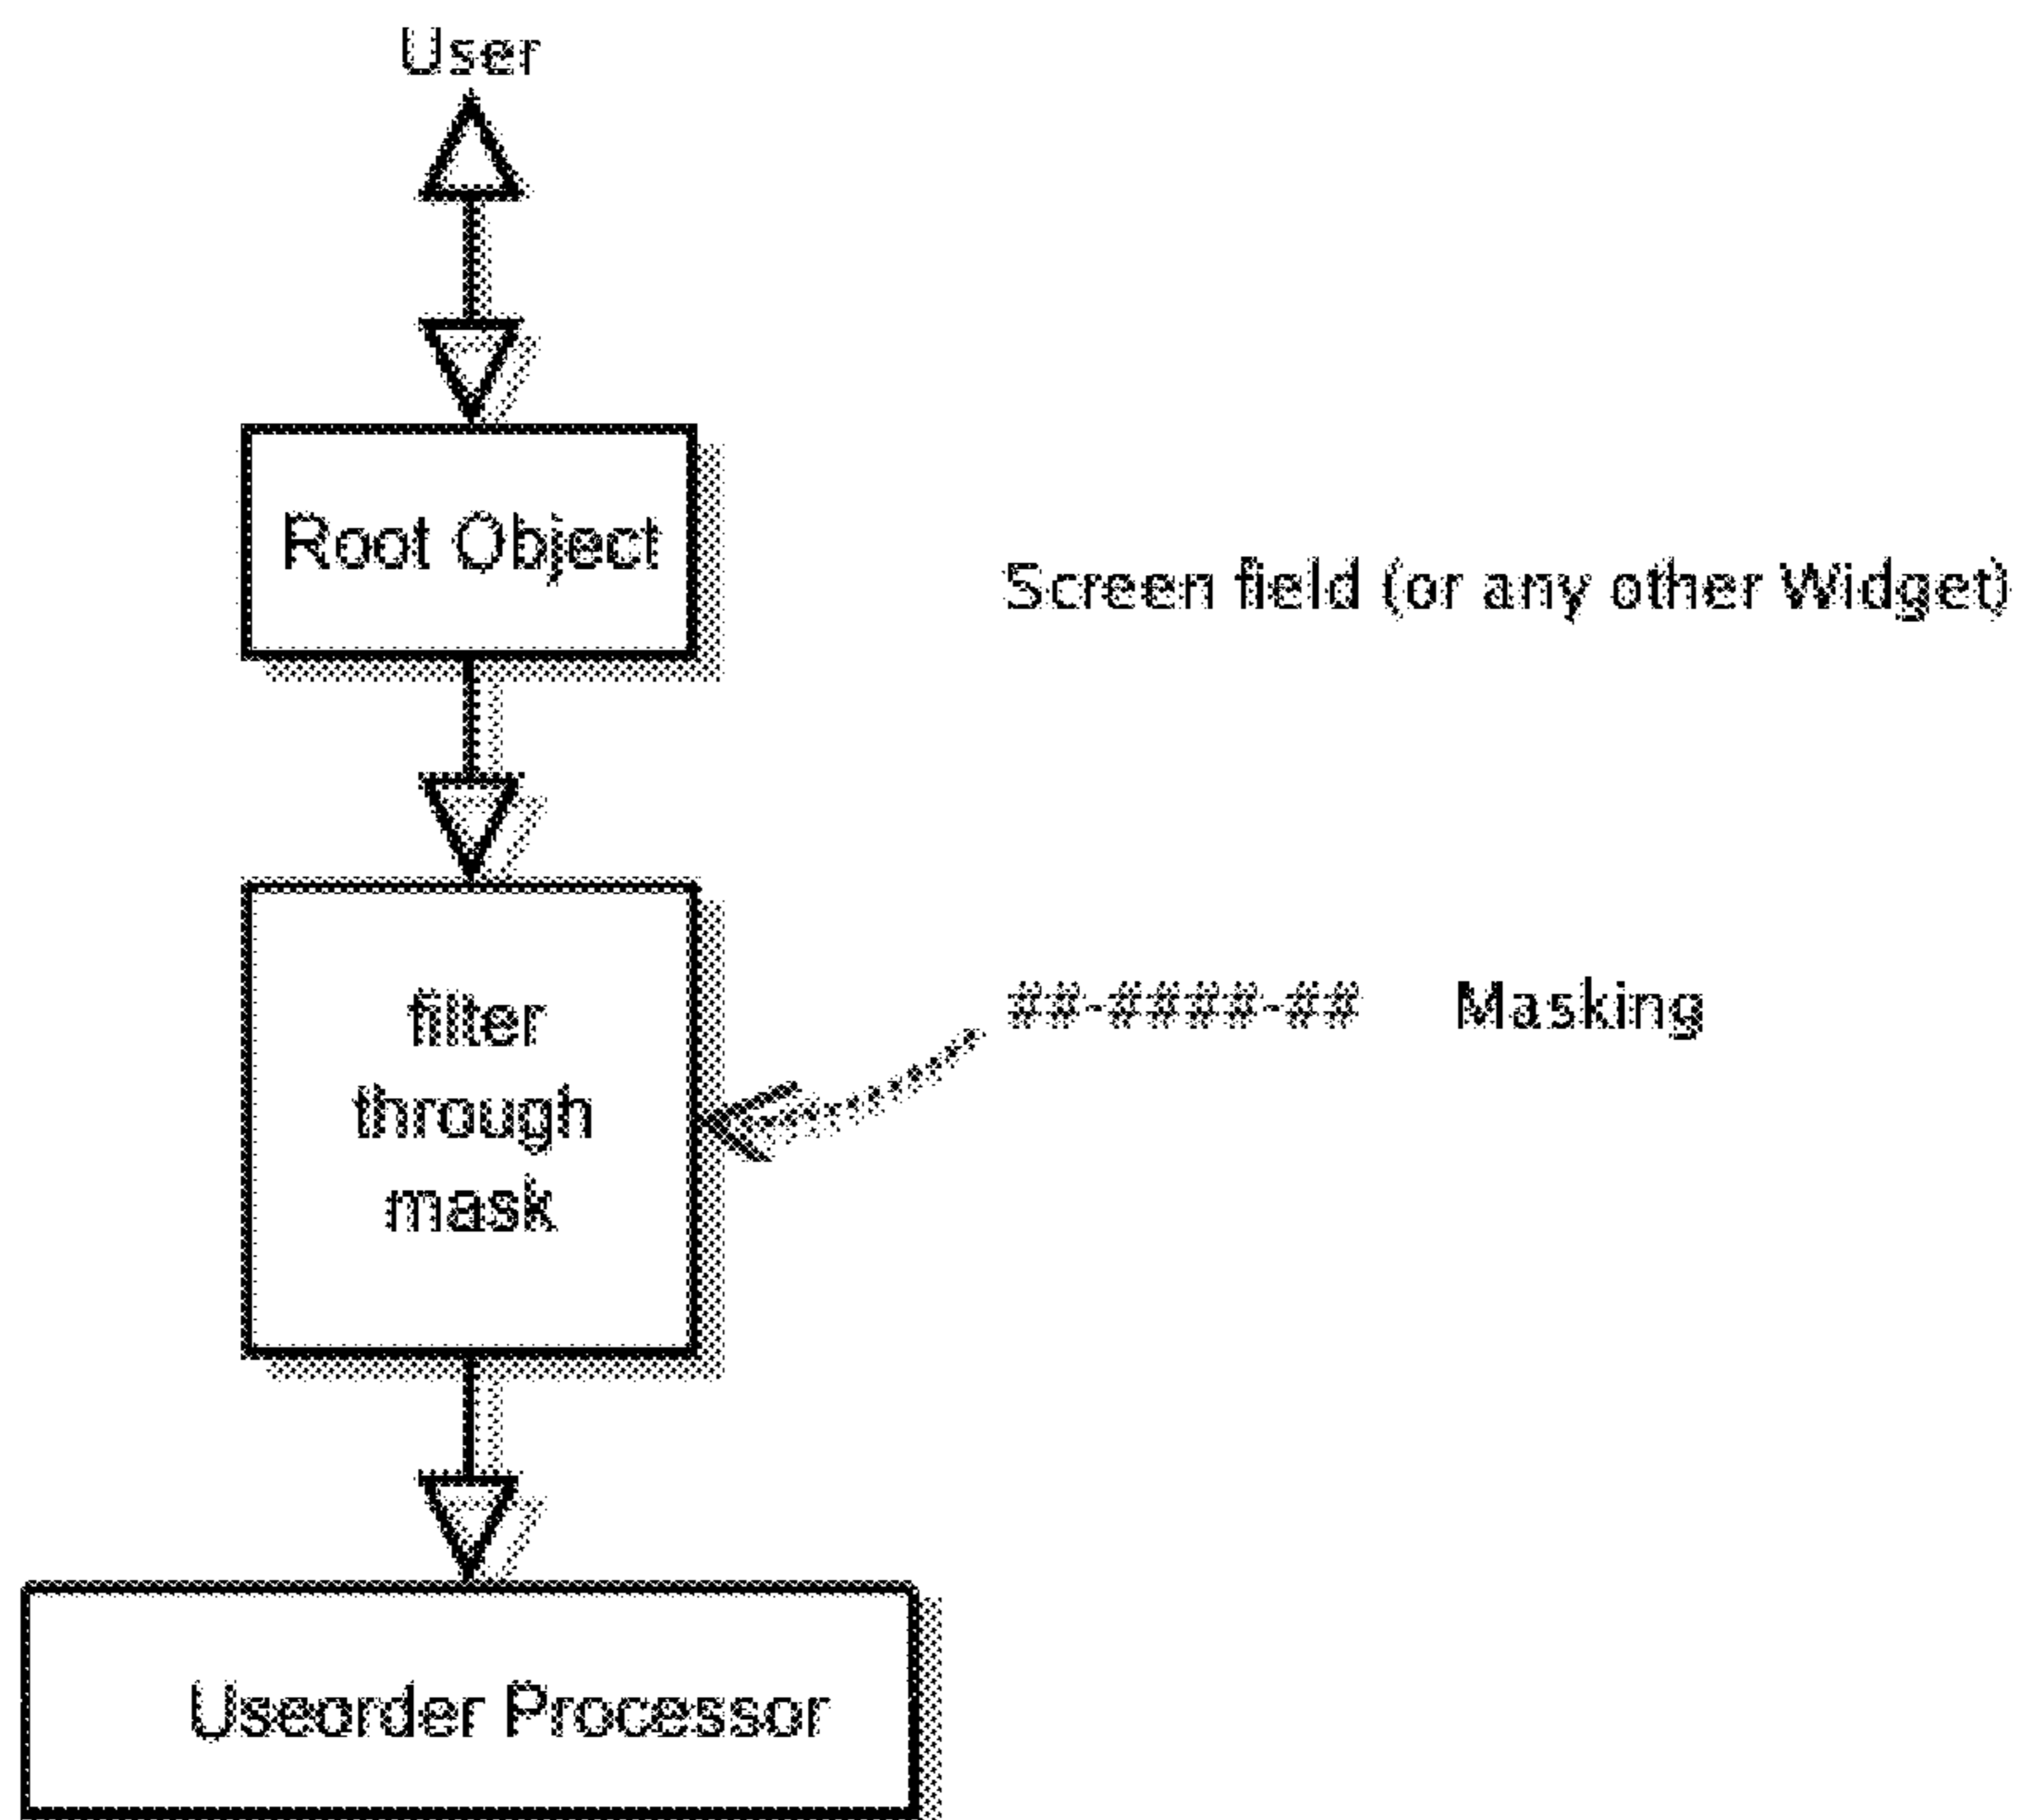 User
Root Object
Screen field (or any other Widget)
filter
through
mask
##-####-## Masking
Useorder Processor